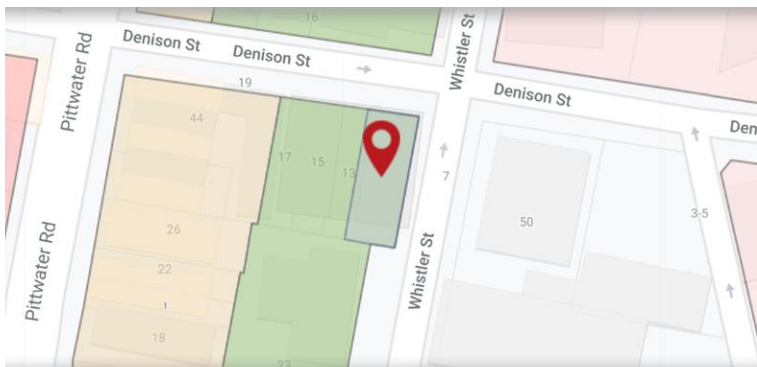 16
Denison St
Denison St
Whistler St
Pittwater Rd
19
Denison St
44
Den
17
15
13
7
3-5
50
26
Pittwater Rd
Whistler St
22
1
18
23